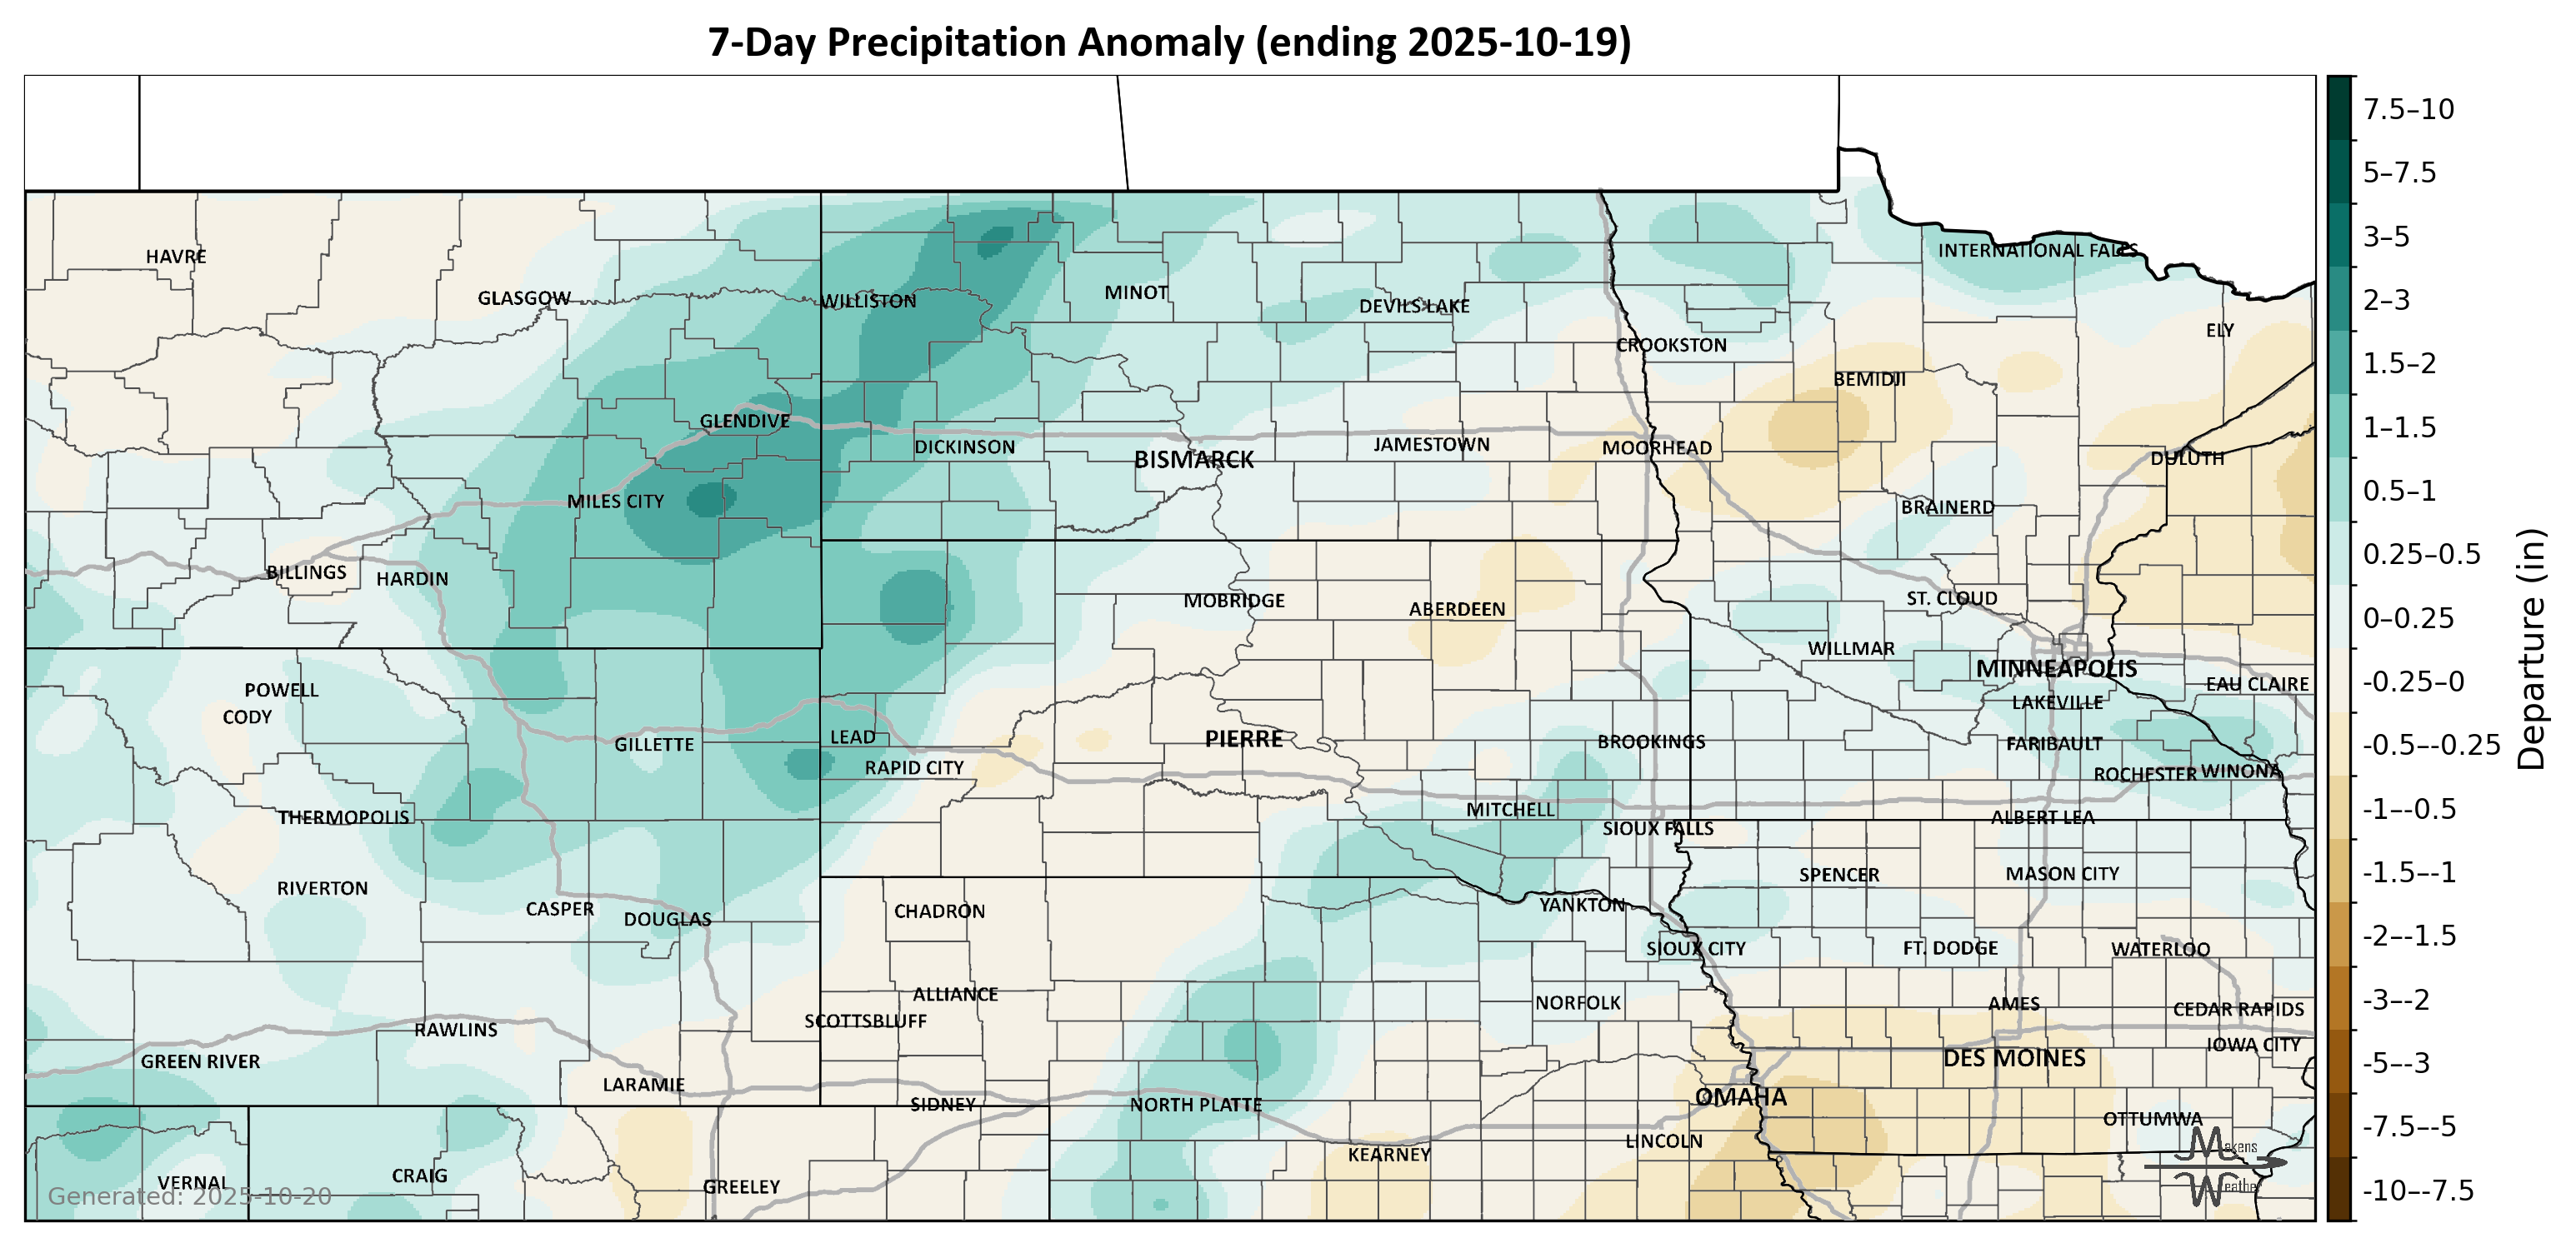 7-Day Precipitation Anomaly (ending 2025-10-19)
HAVRE
GLASGOW
WILLISTON
MINOT
DEVILS LAKE
INTERNATIONAL FALLS
ELY
CROOKSTON
BEMIDJI
GLENDIVE
DICKINSON
BISMARCK
JAMESTOWN
MOORHEAD
DULUTH
MILES CITY
BRAINERD
BILLINGS
HARDIN
MOBRIDGE
ABERDEEN
ST. CLOUD
WILLMAR
MINNEAPOLIS
EAU CLAIRE
POWELL
CODY
LAKEVILLE
GILLETTE
LEAD
RAPID CITY
PIERRE
BROOKINGS
FARIBAULT
ROCHESTER
WINONA
THERMOPOLIS
MITCHELL
SIOUX FALLS
ALBERT LEA
RIVERTON
CASPER
DOUGLAS
CHADRON
YANKTON
SPENCER
MASON CITY
SIOUX CITY
FT. DODGE
WATERLOO
ALLIANCE
SCOTTSBLUFF
NORFOLK
AMES
CEDAR RAPIDS
RAWLINS
GREEN RIVER
DES MOINES
IOWA CITY
LARAMIE
SIDNEY
NORTH PLATTE
OMAHA
OTTUMWA
LINCOLN
KEARNEY
VERNAL
CRAIG
GREELEY
Generated: 2025-10-20
Makens
Weather
7.5–10
5–7.5
3–5
2–3
1.5–2
1–1.5
0.5–1
0.25–0.5
0–0.25
-0.25–0
-0.5–-0.25
-1–-0.5
-1.5–-1
-2–-1.5
-3–-2
-5–-3
-7.5–-5
-10–-7.5
Departure (in)